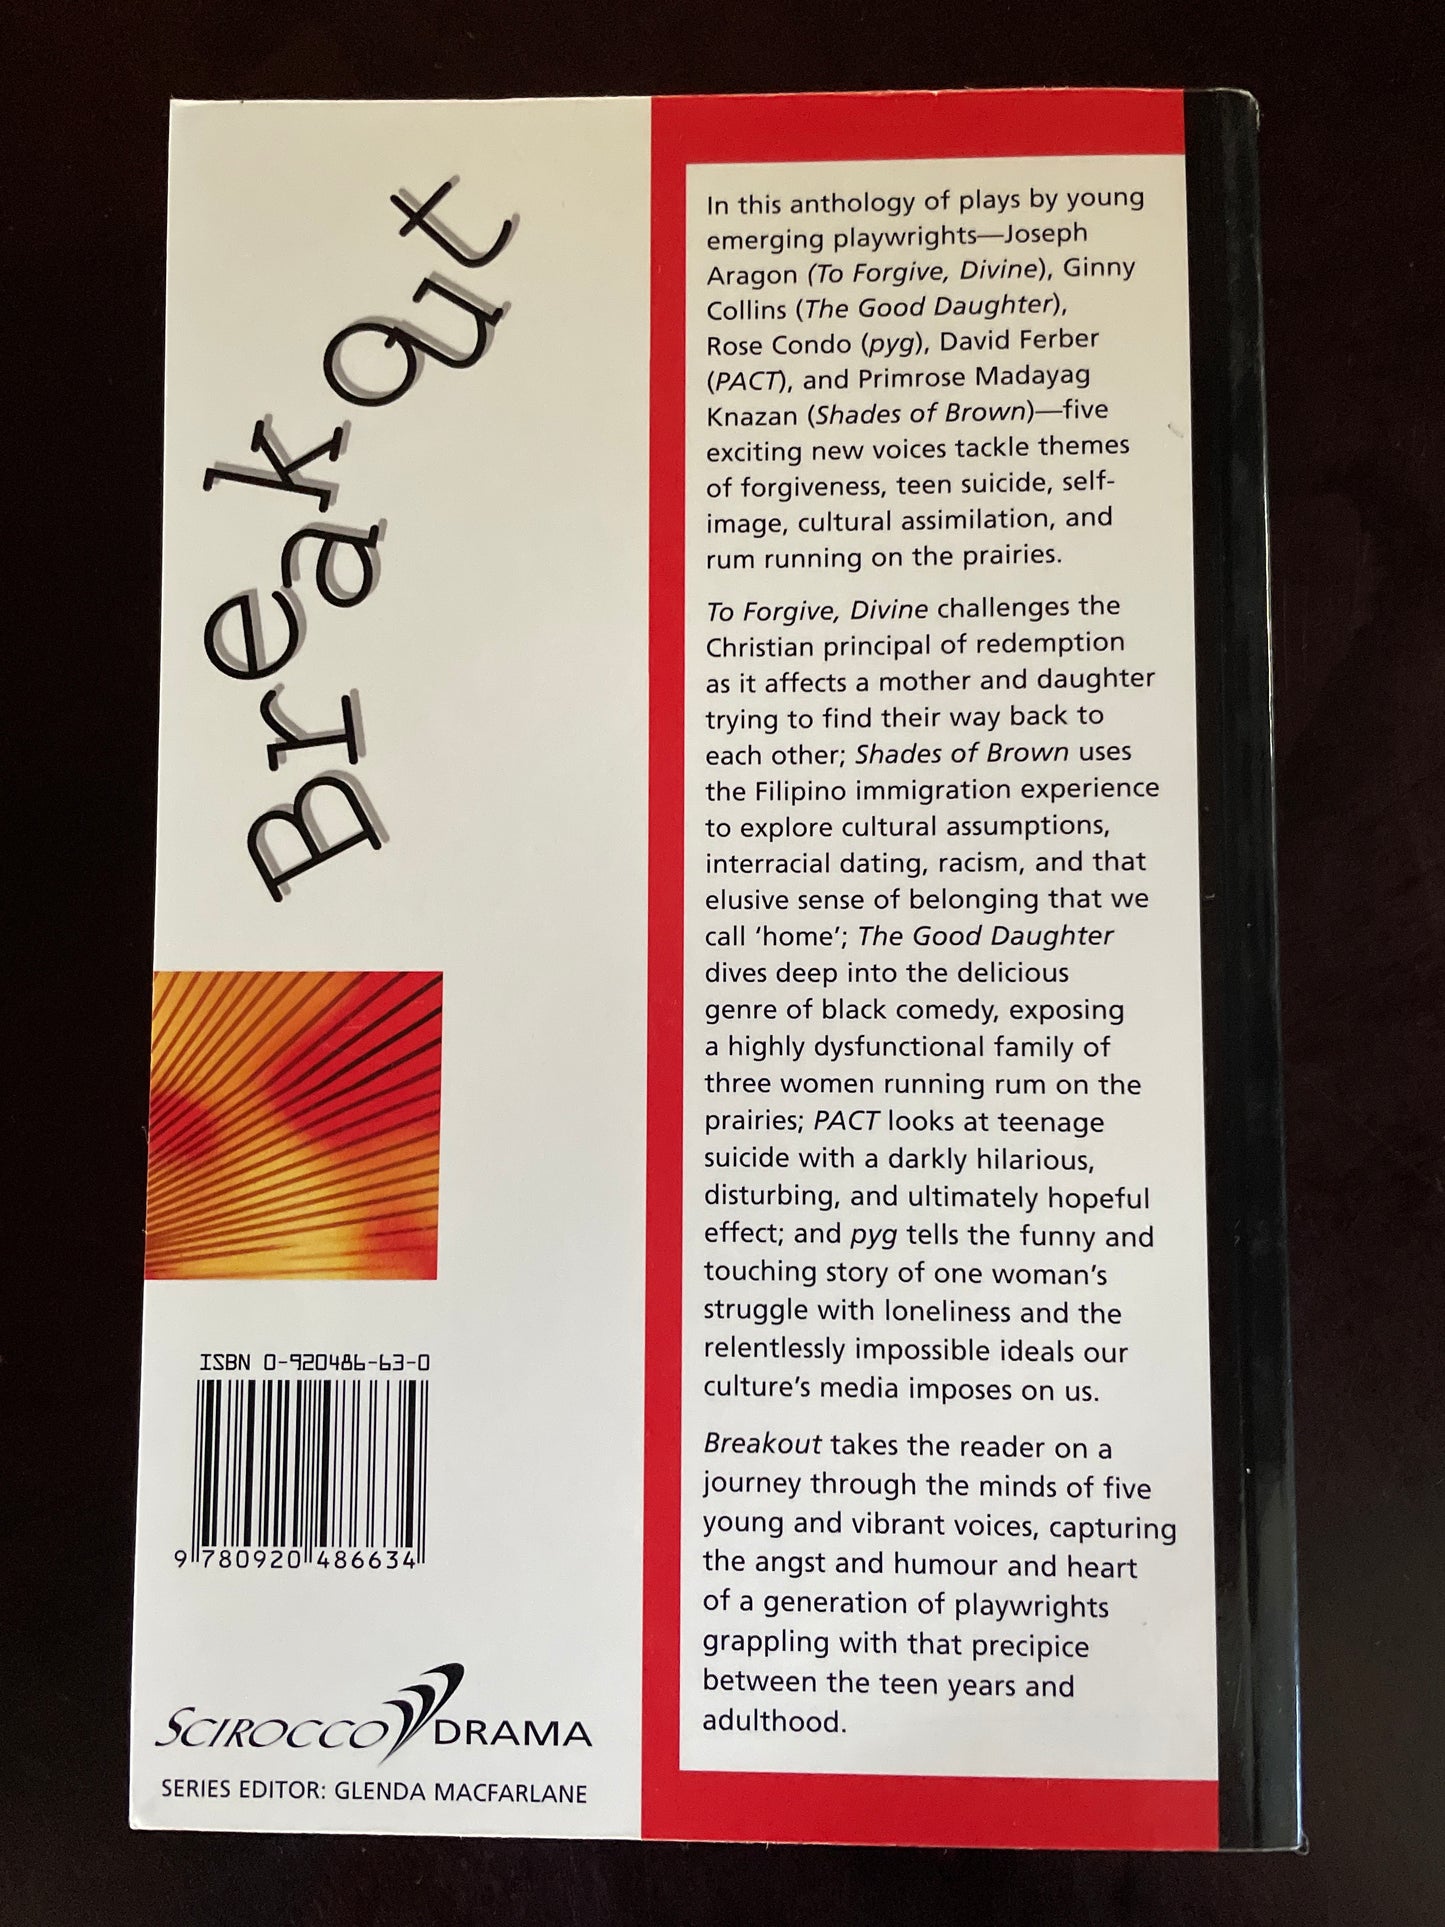 Breakout
ISBN 0-920486-63-0
9 780920 486634
SCIROCCO DRAMA
SERIES EDITOR: GLENDA MACFARLANE
In this anthology of plays by young
emerging playwrights—Joseph
Aragon (To Forgive, Divine), Ginny
Collins (The Good Daughter),
Rose Condo (pyg), David Ferber
(PACT), and Primrose Madayag
Knazan (Shades of Brown)—five
exciting new voices tackle themes
of forgiveness, teen suicide, self-
image, cultural assimilation, and
rum running on the prairies.
To Forgive, Divine challenges the
Christian principal of redemption
as it affects a mother and daughter
trying to find their way back to
each other; Shades of Brown uses
the Filipino immigration experience
to explore cultural assumptions,
interracial dating, racism, and that
elusive sense of belonging that we
call ‘home’; The Good Daughter
dives deep into the delicious
genre of black comedy, exposing
a highly dysfunctional family of
three women running rum on the
prairies; PACT looks at teenage
suicide with a darkly hilarious,
disturbing, and ultimately hopeful
effect; and pyg tells the funny and
touching story of one woman’s
struggle with loneliness and the
relentlessly impossible ideals our
culture’s media imposes on us.
Breakout takes the reader on a
journey through the minds of five
young and vibrant voices, capturing
the angst and humour and heart
of a generation of playwrights
grappling with that precipice
between the teen years and
adulthood.